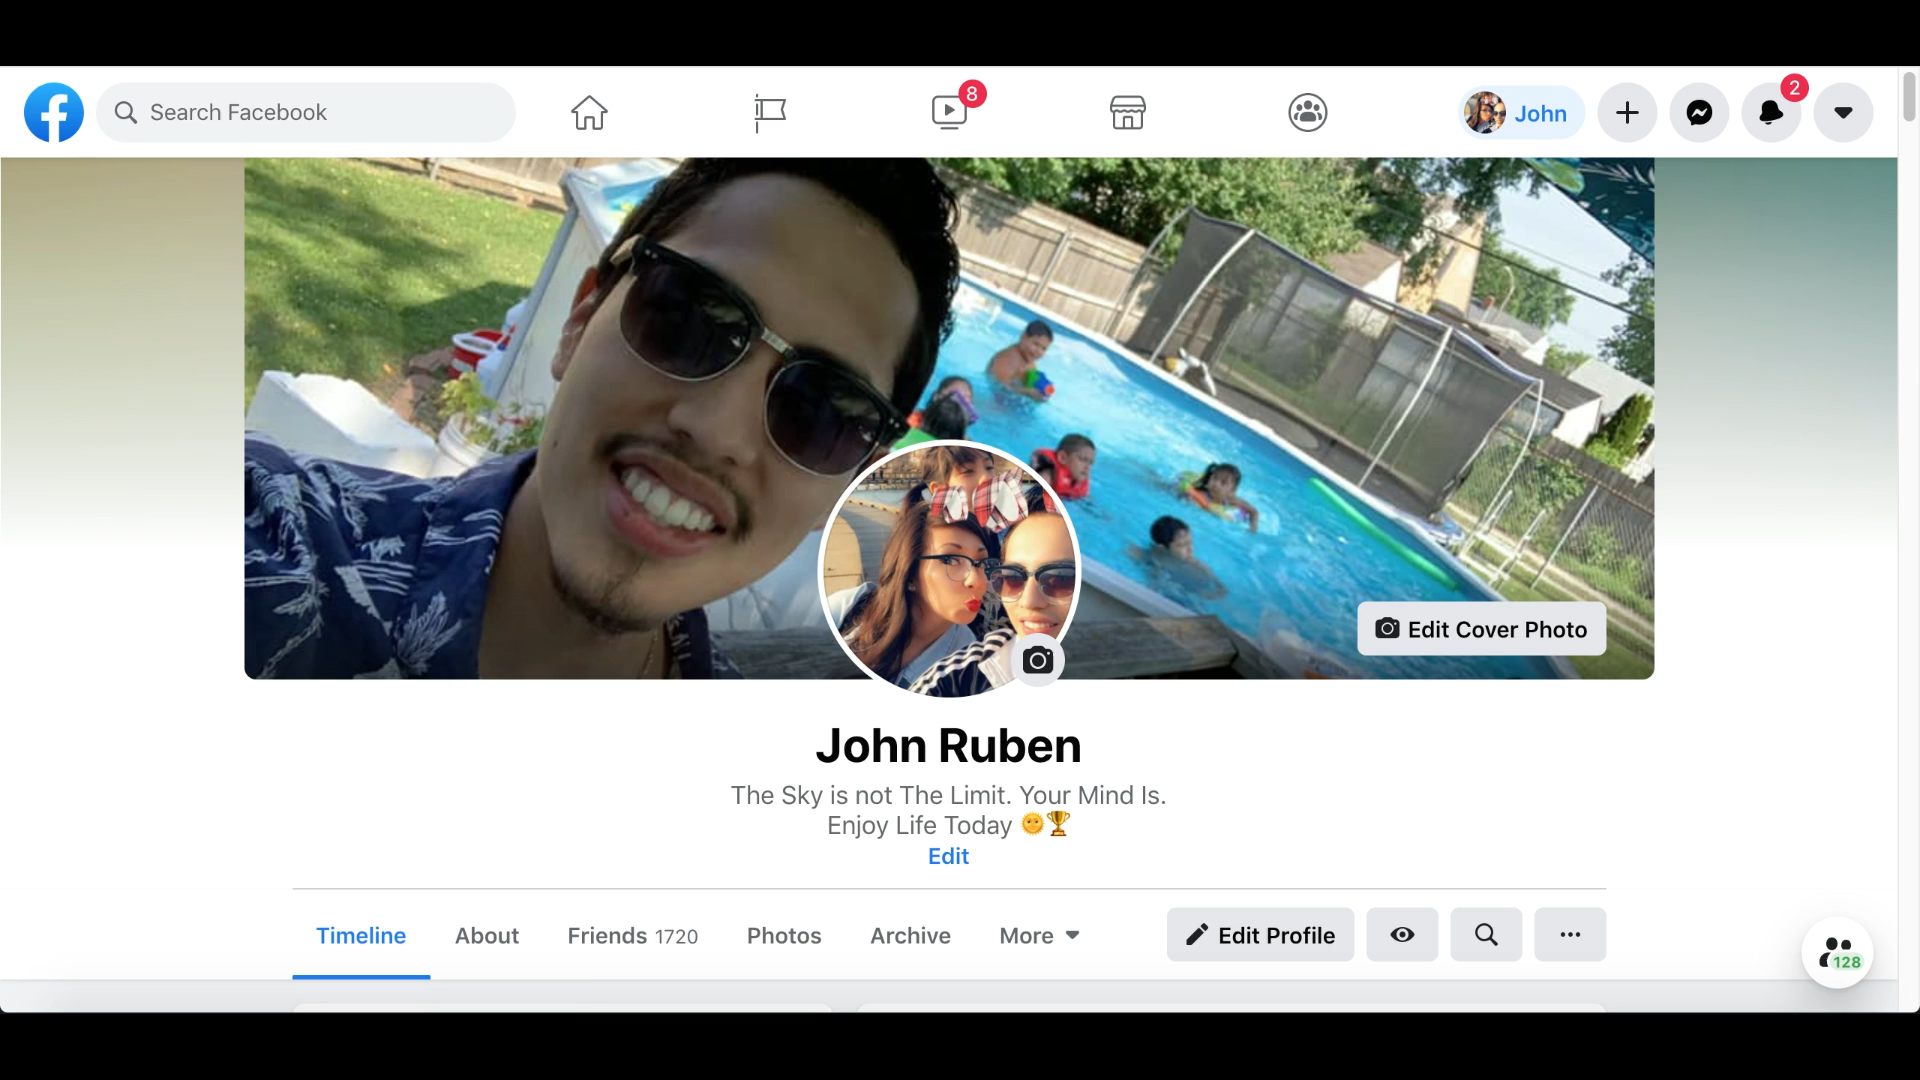 Search Facebook
8
John
2
Edit Cover Photo
John Ruben
The Sky is not The Limit. Your Mind Is.
Enjoy Life Today 🌞🏆
Edit
Timeline About Friends 1720 Photos Archive More Edit Profile
128